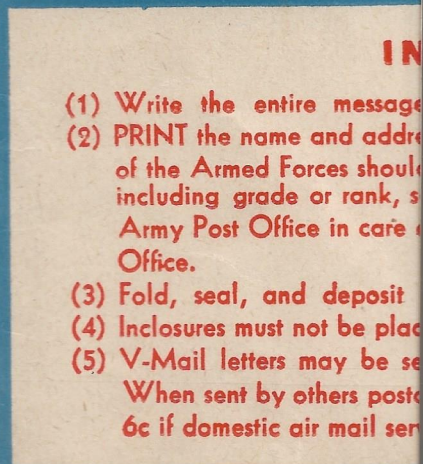 IN
(1) Write the entire message
(2) PRINT the name and addre
of the Armed Forces shoul
including grade or rank, s
Army Post Office in care
Office.
(3) Fold, seal, and deposit
(4) Inclosures must not be plac
(5) V-Mail letters may be se
When sent by others posta
6c if domestic air mail ser